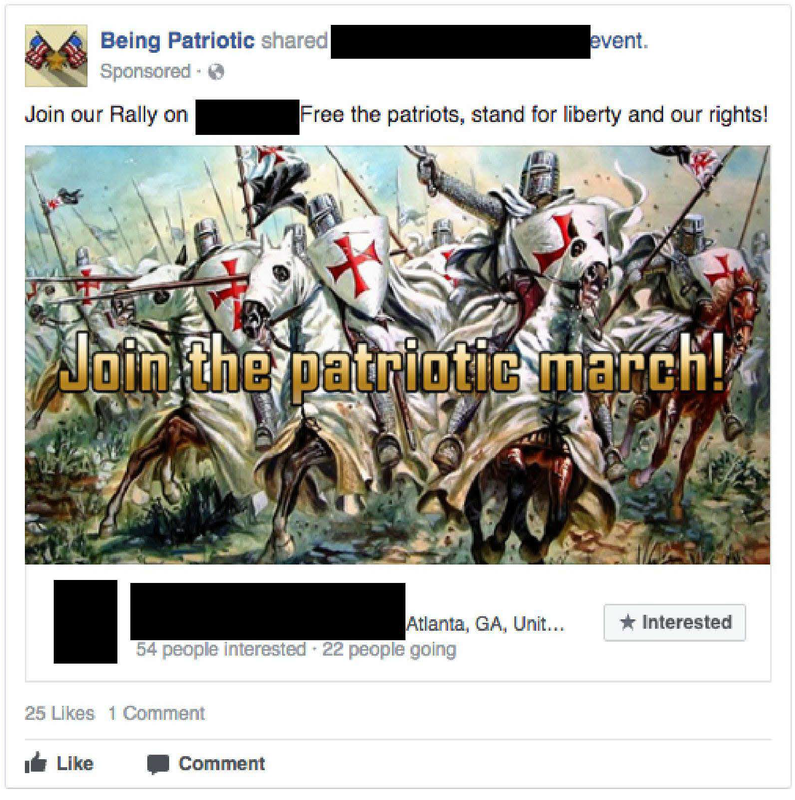 Being Patriotic shared event.
Sponsored ·
Join our Rally on Free the patriots, stand for liberty and our rights!
Join the patriotic march!
Atlanta, GA, Unit...
54 people interested · 22 people going
★ Interested
25 Likes 1 Comment
Like Comment